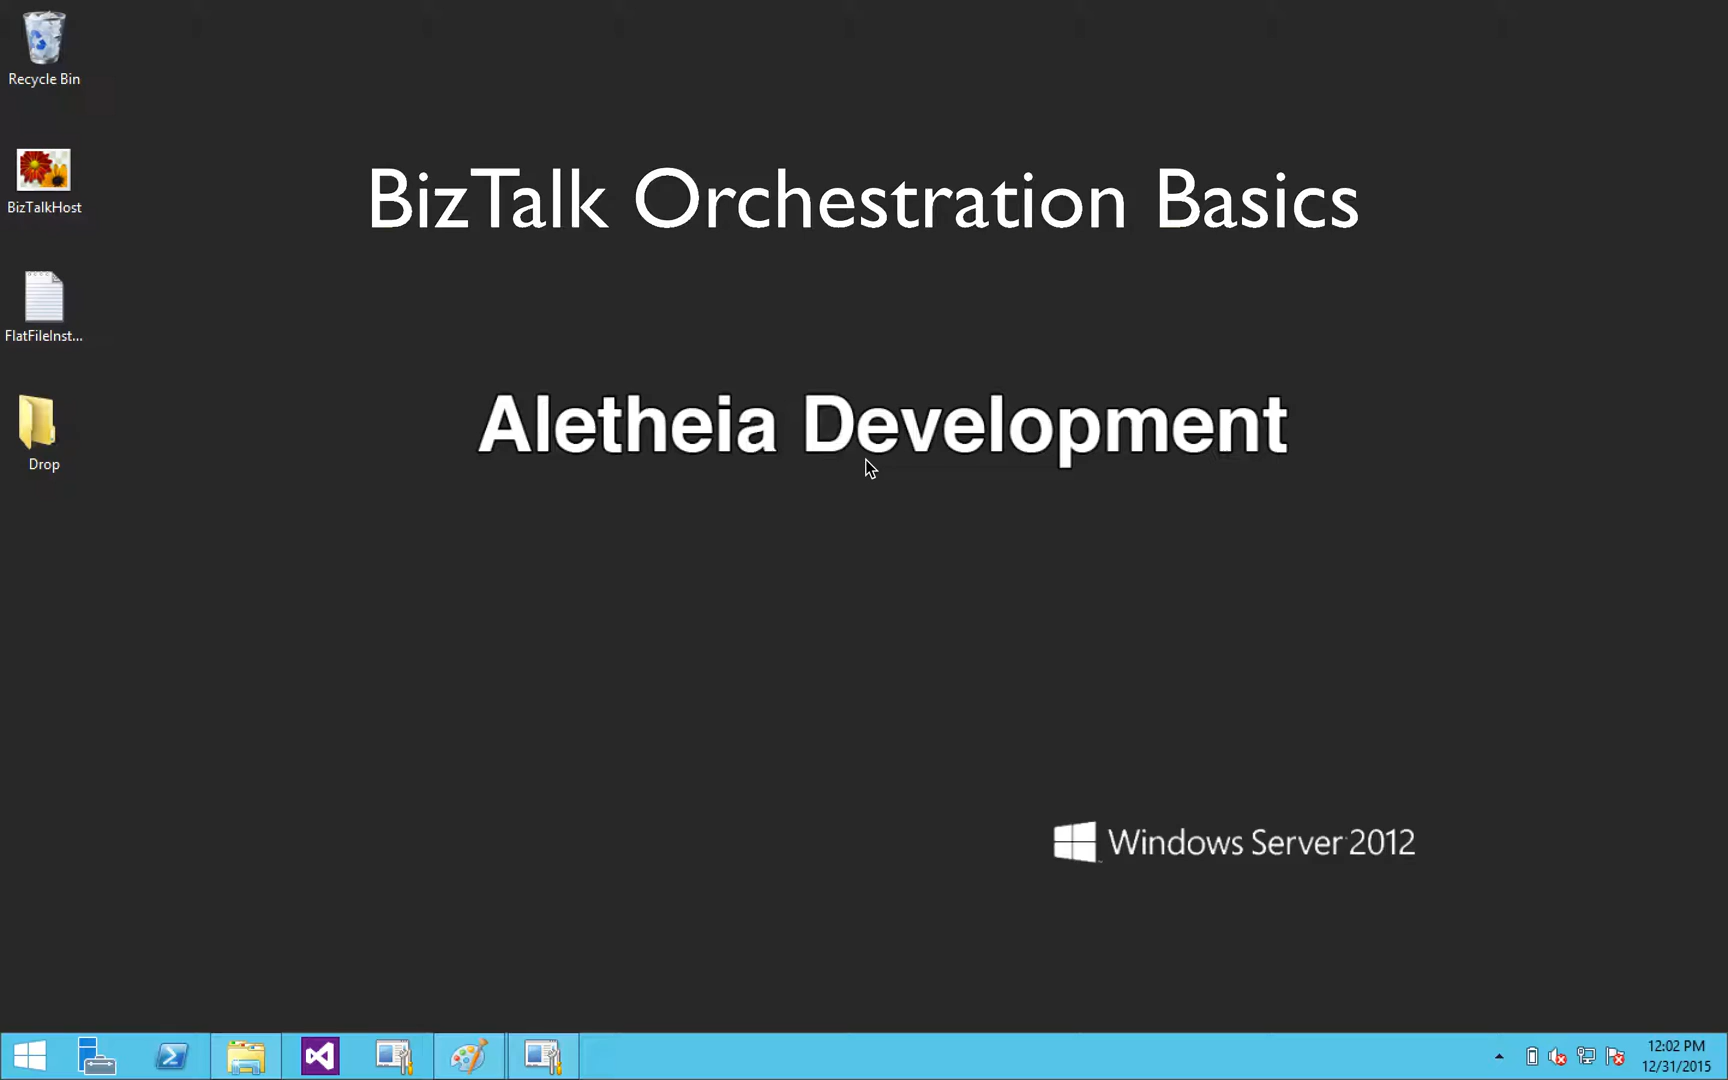 Recycle Bin
BizTalk Orchestration Basics
BizTalkHost
FlatFileInst...
Aletheia Development
Drop
Windows Server 2012
12:02 PM
12/31/2015